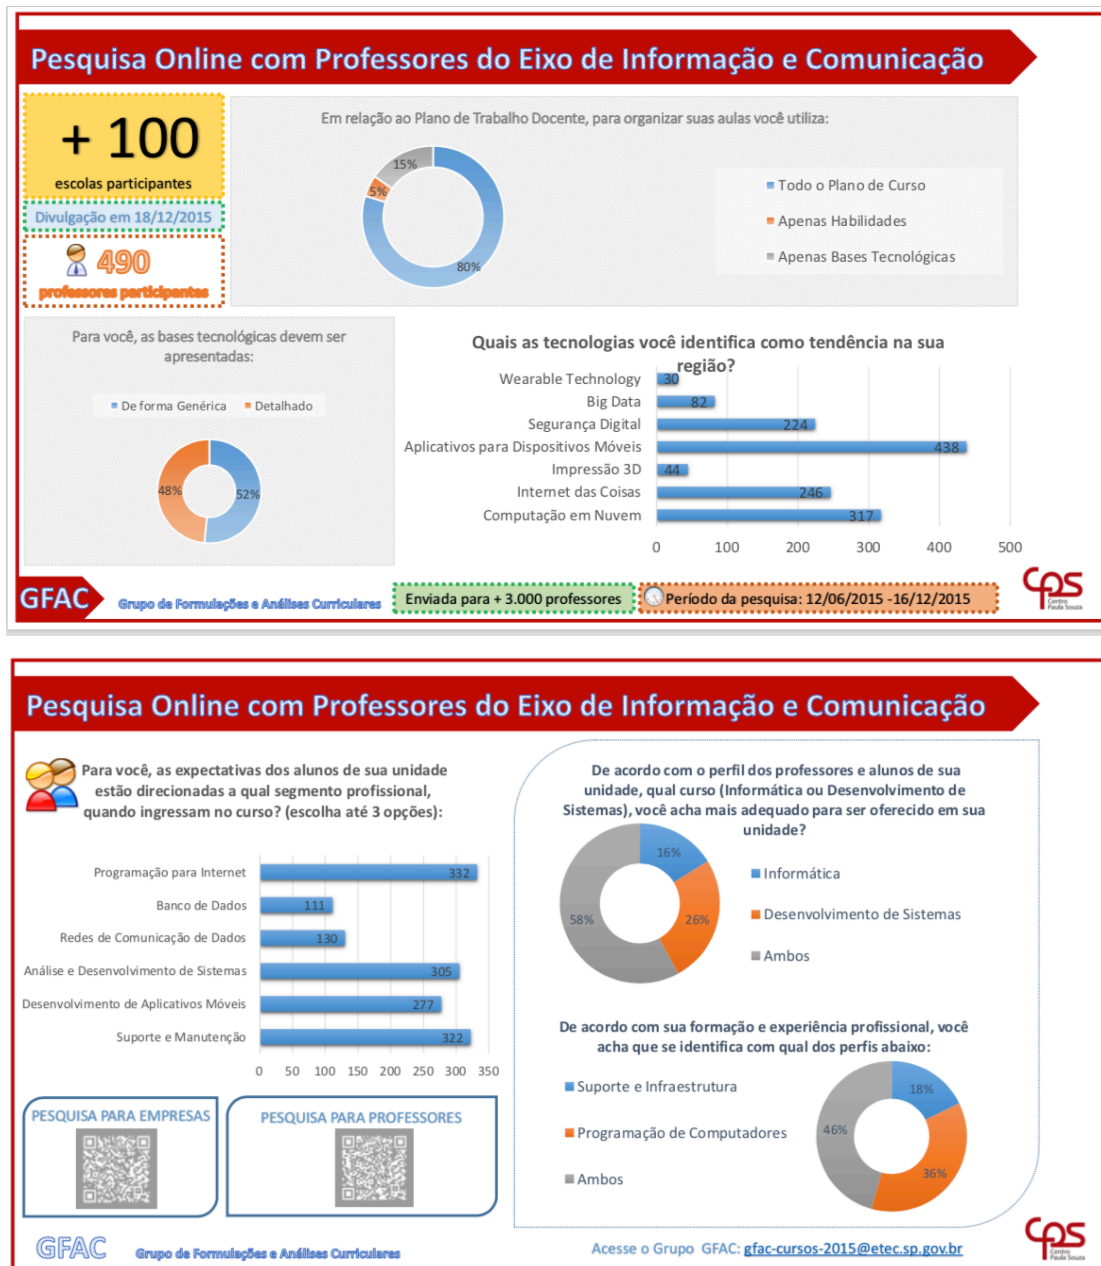 Pesquisa Online com Professores do Eixo de Informação e Comunicação
+ 100
escolas participantes
Divulgação em 18/12/2015
490
professores participantes
Em relação ao Plano de Trabalho Docente, para organizar suas aulas você utiliza:
15%
5%
80%
Todo o Plano de Curso
Apenas Habilidades
Apenas Bases Tecnológicas
Para você, as bases tecnológicas devem ser
apresentadas:
De forma Genérica
Detalhado
48%
52%
Quais as tecnologias você identifica como tendência na sua
região?
Wearable Technology 30
Big Data 82
Segurança Digital 224
Aplicativos para Dispositivos Móveis 438
Impressão 3D 44
Internet das Coisas 246
Computação em Nuvem 317
0 100 200 300 400 500
GFAC
Grupo de Formulações e Análises Curriculares
Enviada para + 3.000 professores
Período da pesquisa: 12/06/2015 -16/12/2015
cps
Centro
Paula Souza
Pesquisa Online com Professores do Eixo de Informação e Comunicação
Para você, as expectativas dos alunos de sua unidade
estão direcionadas a qual segmento profissional,
quando ingressam no curso? (escolha até 3 opções):
Programação para Internet 332
Banco de Dados 111
Redes de Comunicação de Dados 130
Análise e Desenvolvimento de Sistemas 305
Desenvolvimento de Aplicativos Móveis 277
Suporte e Manutenção 322
0 50 100 150 200 250 300 350
PESQUISA PARA EMPRESAS
PESQUISA PARA PROFESSORES
De acordo com o perfil dos professores e alunos de sua
unidade, qual curso (Informática ou Desenvolvimento de
Sistemas), você acha mais adequado para ser oferecido em sua
unidade?
16%
58%
26%
Informática
Desenvolvimento de Sistemas
Ambos
De acordo com sua formação e experiência profissional, você
acha que se identifica com qual dos perfis abaixo:
Suporte e Infraestrutura
Programação de Computadores
Ambos
18%
46%
36%
GFAC
Grupo de Formulações e Análises Curriculares
Acesse o Grupo GFAC: gfac-cursos-2015@etec.sp.gov.br
cps
Centro
Paula Souza